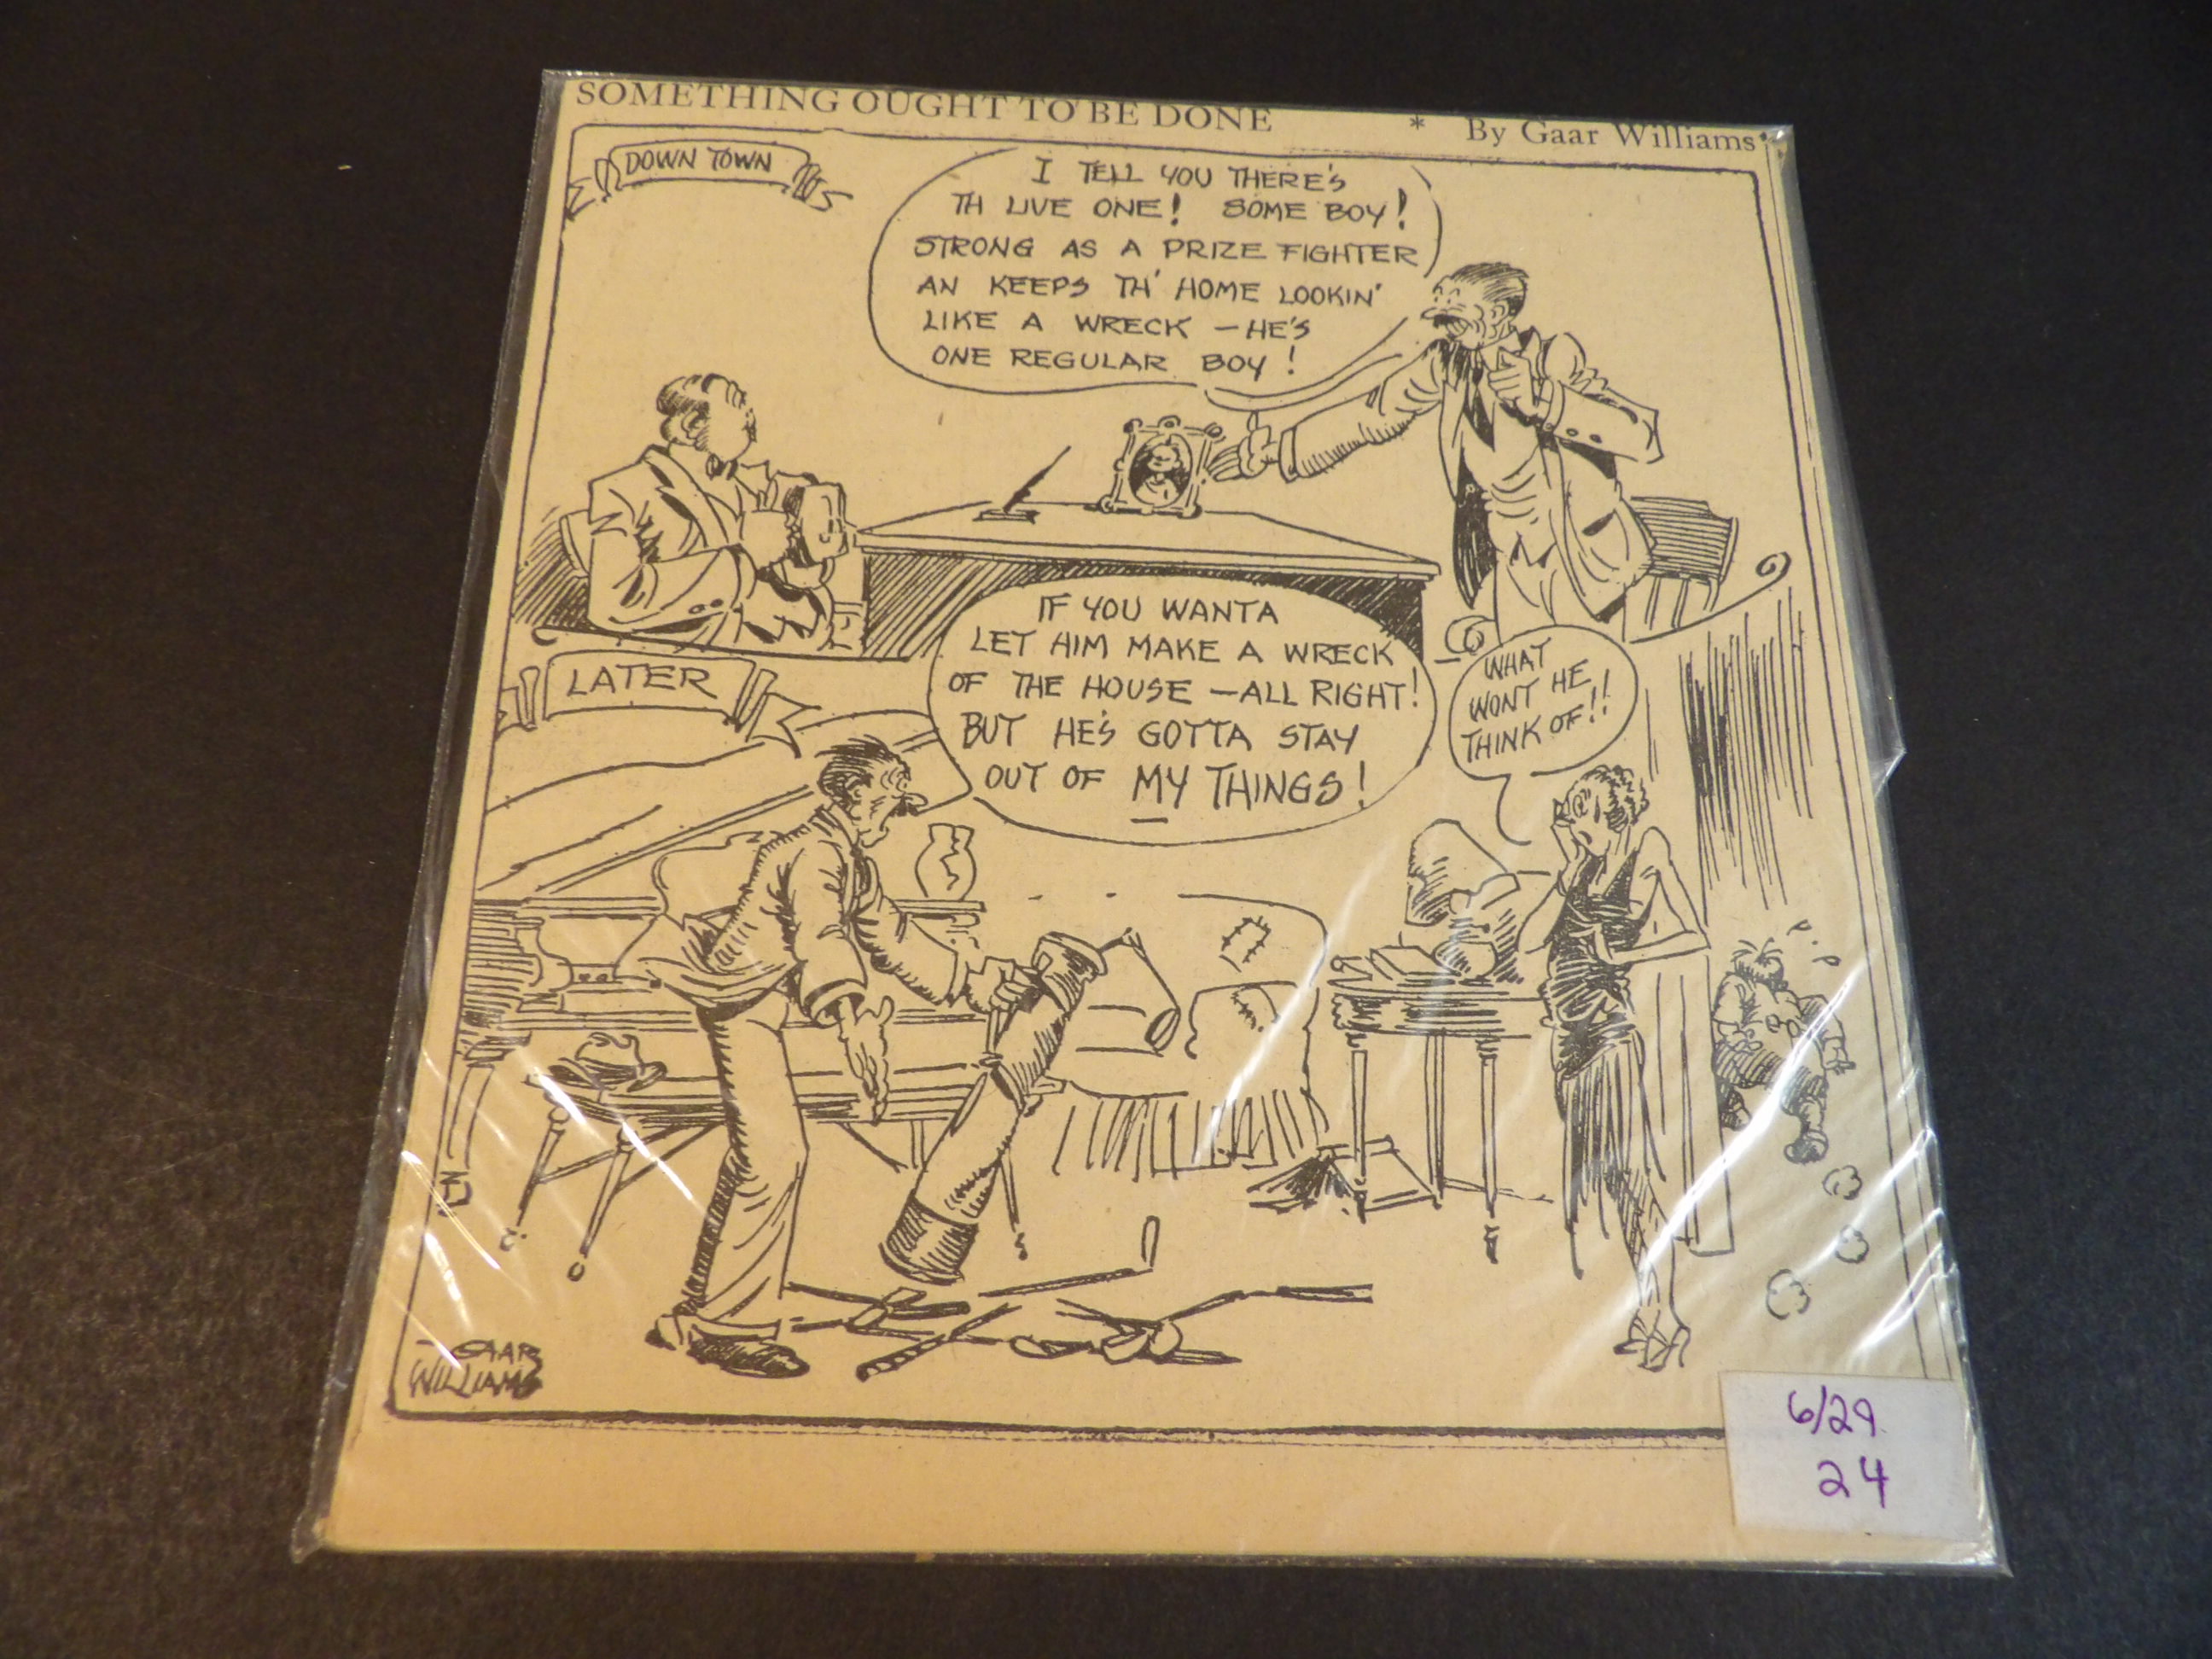 SOMETHING OUGHT TO BE DONE * By Gaar Williams
DOWN TOWN
I TELL YOU THERE'S
TH LIVE ONE! SOME BOY!
STRONG AS A PRIZE FIGHTER
AN KEEPS TH' HOME LOOKIN'
LIKE A WRECK – HE'S
ONE REGULAR BOY!
LATER
IF YOU WANTA
LET HIM MAKE A WRECK
OF THE HOUSE – ALL RIGHT!
BUT HE'S GOTTA STAY
OUT OF MY THINGS!
WHAT
WONT HE
THINK OF!!
GAAR
WILLIAMS
6/29
24